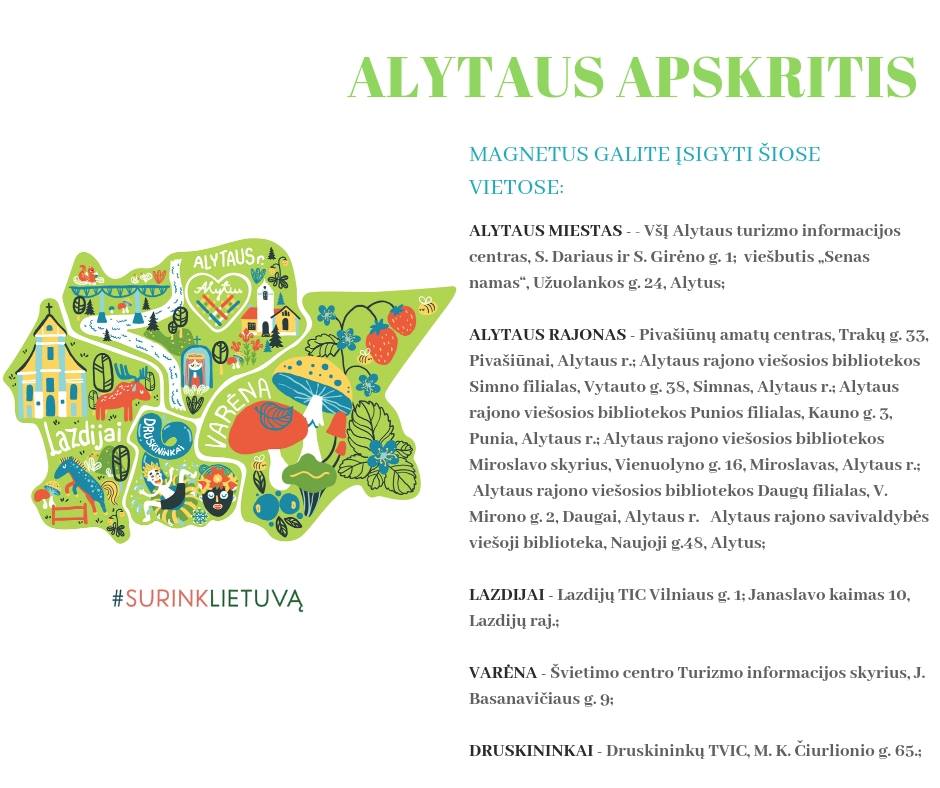 ALYTAUS APSKRITIS
MAGNETUS GALITE ĮSIGYTI ŠIOSE
VIETOSE:
ALYTAUS MIESTAS - - VšĮ Alytaus turizmo informacijos
centras, S. Dariaus ir S. Girėno g. 1;  viešbutis „Senas
namas“, Užuolankos g. 24, Alytus;
ALYTAUS RAJONAS - Pivašiūnų amatų centras, Trakų g. 33,
Pivašiūnai, Alytaus r.; Alytaus rajono viešosios bibliotekos
Simno filialas, Vytauto g. 38, Simnas, Alytaus r.; Alytaus
rajono viešosios bibliotekos Punios filialas, Kauno g. 3,
Punia, Alytaus r.; Alytaus rajono viešosios bibliotekos
Miroslavo skyrius, Vienuolyno g. 16, Miroslavas, Alytaus r.;
Alytaus rajono viešosios bibliotekos Daugų filialas, V.
Mirono g. 2, Daugai, Alytaus r.   Alytaus rajono savivaldybės
viešoji biblioteka, Naujoji g.48, Alytus;
LAZDIJAI - Lazdijų TIC Vilniaus g. 1; Janaslavo kaimas 10,
Lazdijų raj.;
VARĖNA - Švietimo centro Turizmo informacijos skyrius, J.
Basanavičiaus g. 9;
DRUSKININKAI - Druskininkų TVIC, M. K. Čiurlionio g. 65.;
ALYTAUS r.
Alytus
Lazdijai
DRUSKININKAI
VARĖNA
#SURINKLIETUVĄ